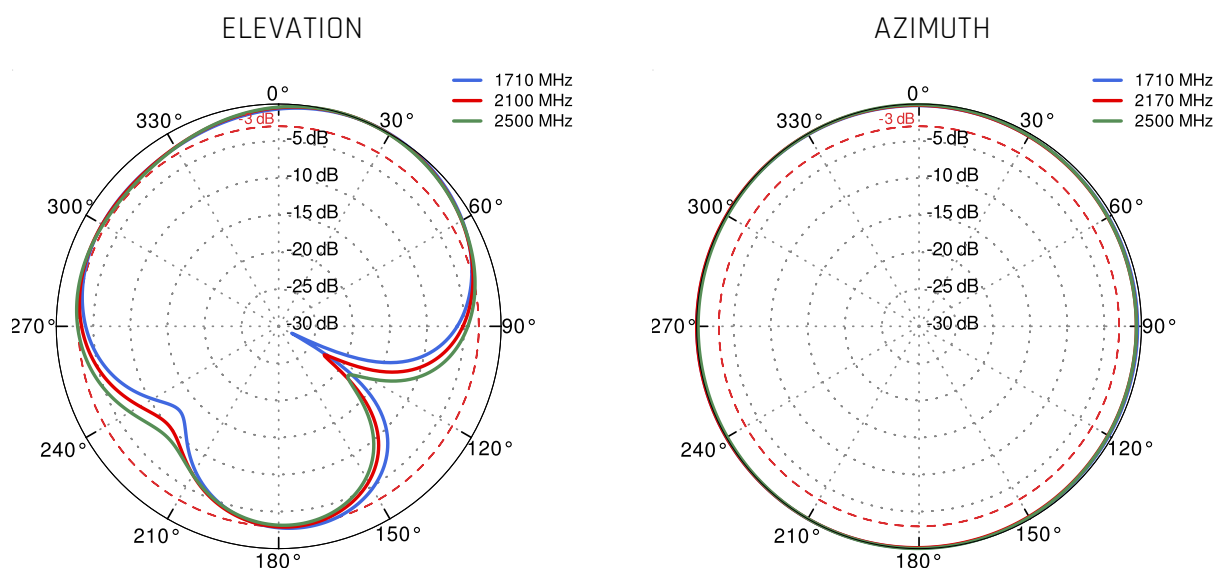 ELEVATION
1710 MHz
2100 MHz
2500 MHz
0°
330°
-3 dB
30°
-5 dB
-10 dB
300°
60°
-15 dB
-20 dB
-25 dB
270°
-30 dB
90°
240°
120°
210°
150°
180°
AZIMUTH
1710 MHz
2170 MHz
2500 MHz
0°
330°
-3 dB
30°
-5 dB
-10 dB
300°
60°
-15 dB
-20 dB
-25 dB
270°
-30 dB
90°
240°
120°
210°
150°
180°